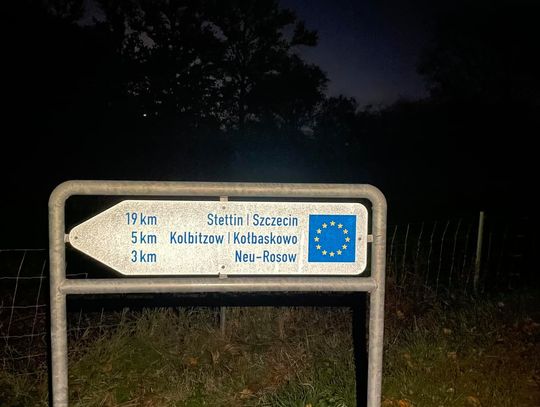 19 km Stettin | Szczecin
5 km Kolbitzow | Kołbaskowo
3 km Neu-Rosow